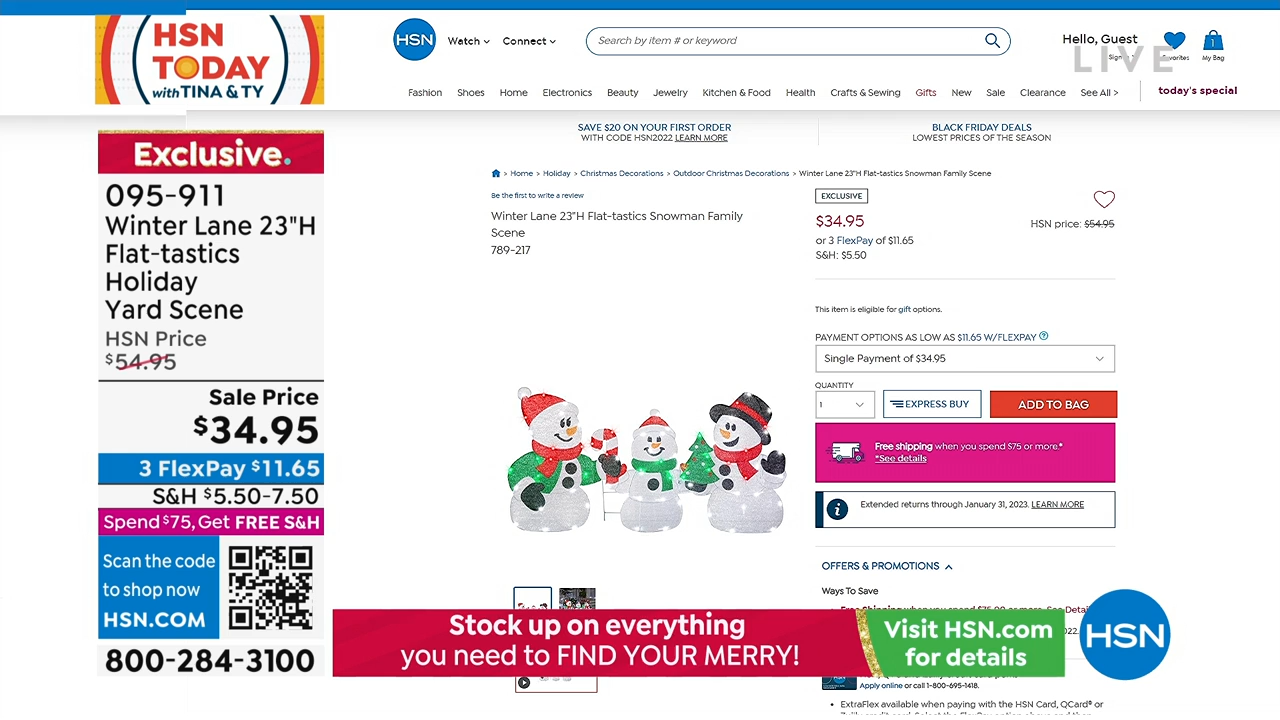 HSN
TODAY
with TINA & TY
Exclusive.
095-911
Winter Lane 23"H
Flat-tastics
Holiday
Yard Scene
HSN Price
$54.95
Sale Price
$34.95
3 FlexPay $11.65
S&H $5.50-7.50
Spend $75, Get FREE S&H
Scan the code
to shop now
HSN.COM
800-284-3100
HSN
Watch
Connect
Search by item # or keyword
Hello, Guest
LIVE
Favorites
1
My Bag
Fashion Shoes Home Electronics Beauty Jewelry Kitchen & Food Health Crafts & Sewing Gifts New Sale Clearance See All >
today's special
SAVE $20 ON YOUR FIRST ORDER
WITH CODE HSN2022 LEARN MORE
BLACK FRIDAY DEALS
LOWEST PRICES OF THE SEASON
> Home > Holiday > Christmas Decorations > Outdoor Christmas Decorations > Winter Lane 23"H Flat-tastics Snowman Family Scene
Be the first to write a review
Winter Lane 23"H Flat-tastics Snowman Family
Scene
789-217
EXCLUSIVE
$34.95
HSN price: $54.95
or 3 FlexPay of $11.65
S&H: $5.50
This item is eligible for gift options.
PAYMENT OPTIONS AS LOW AS $11.65 W/FLEXPAY ?
Single Payment of $34.95
QUANTITY
1
EXPRESS BUY
ADD TO BAG
Free shipping when you spend $75 or more.*
*See details
i
Extended returns through January 31, 2023. LEARN MORE
OFFERS & PROMOTIONS
Ways To Save
Free Shipping when you spend $75.00 or more. See
Stock up on everything
you need to FIND YOUR MERRY!
Visit HSN.com
for details
HSN
Apply online or call 1-800-695-1418.
• ExtraFlex available when paying with the HSN Card, QCard® or